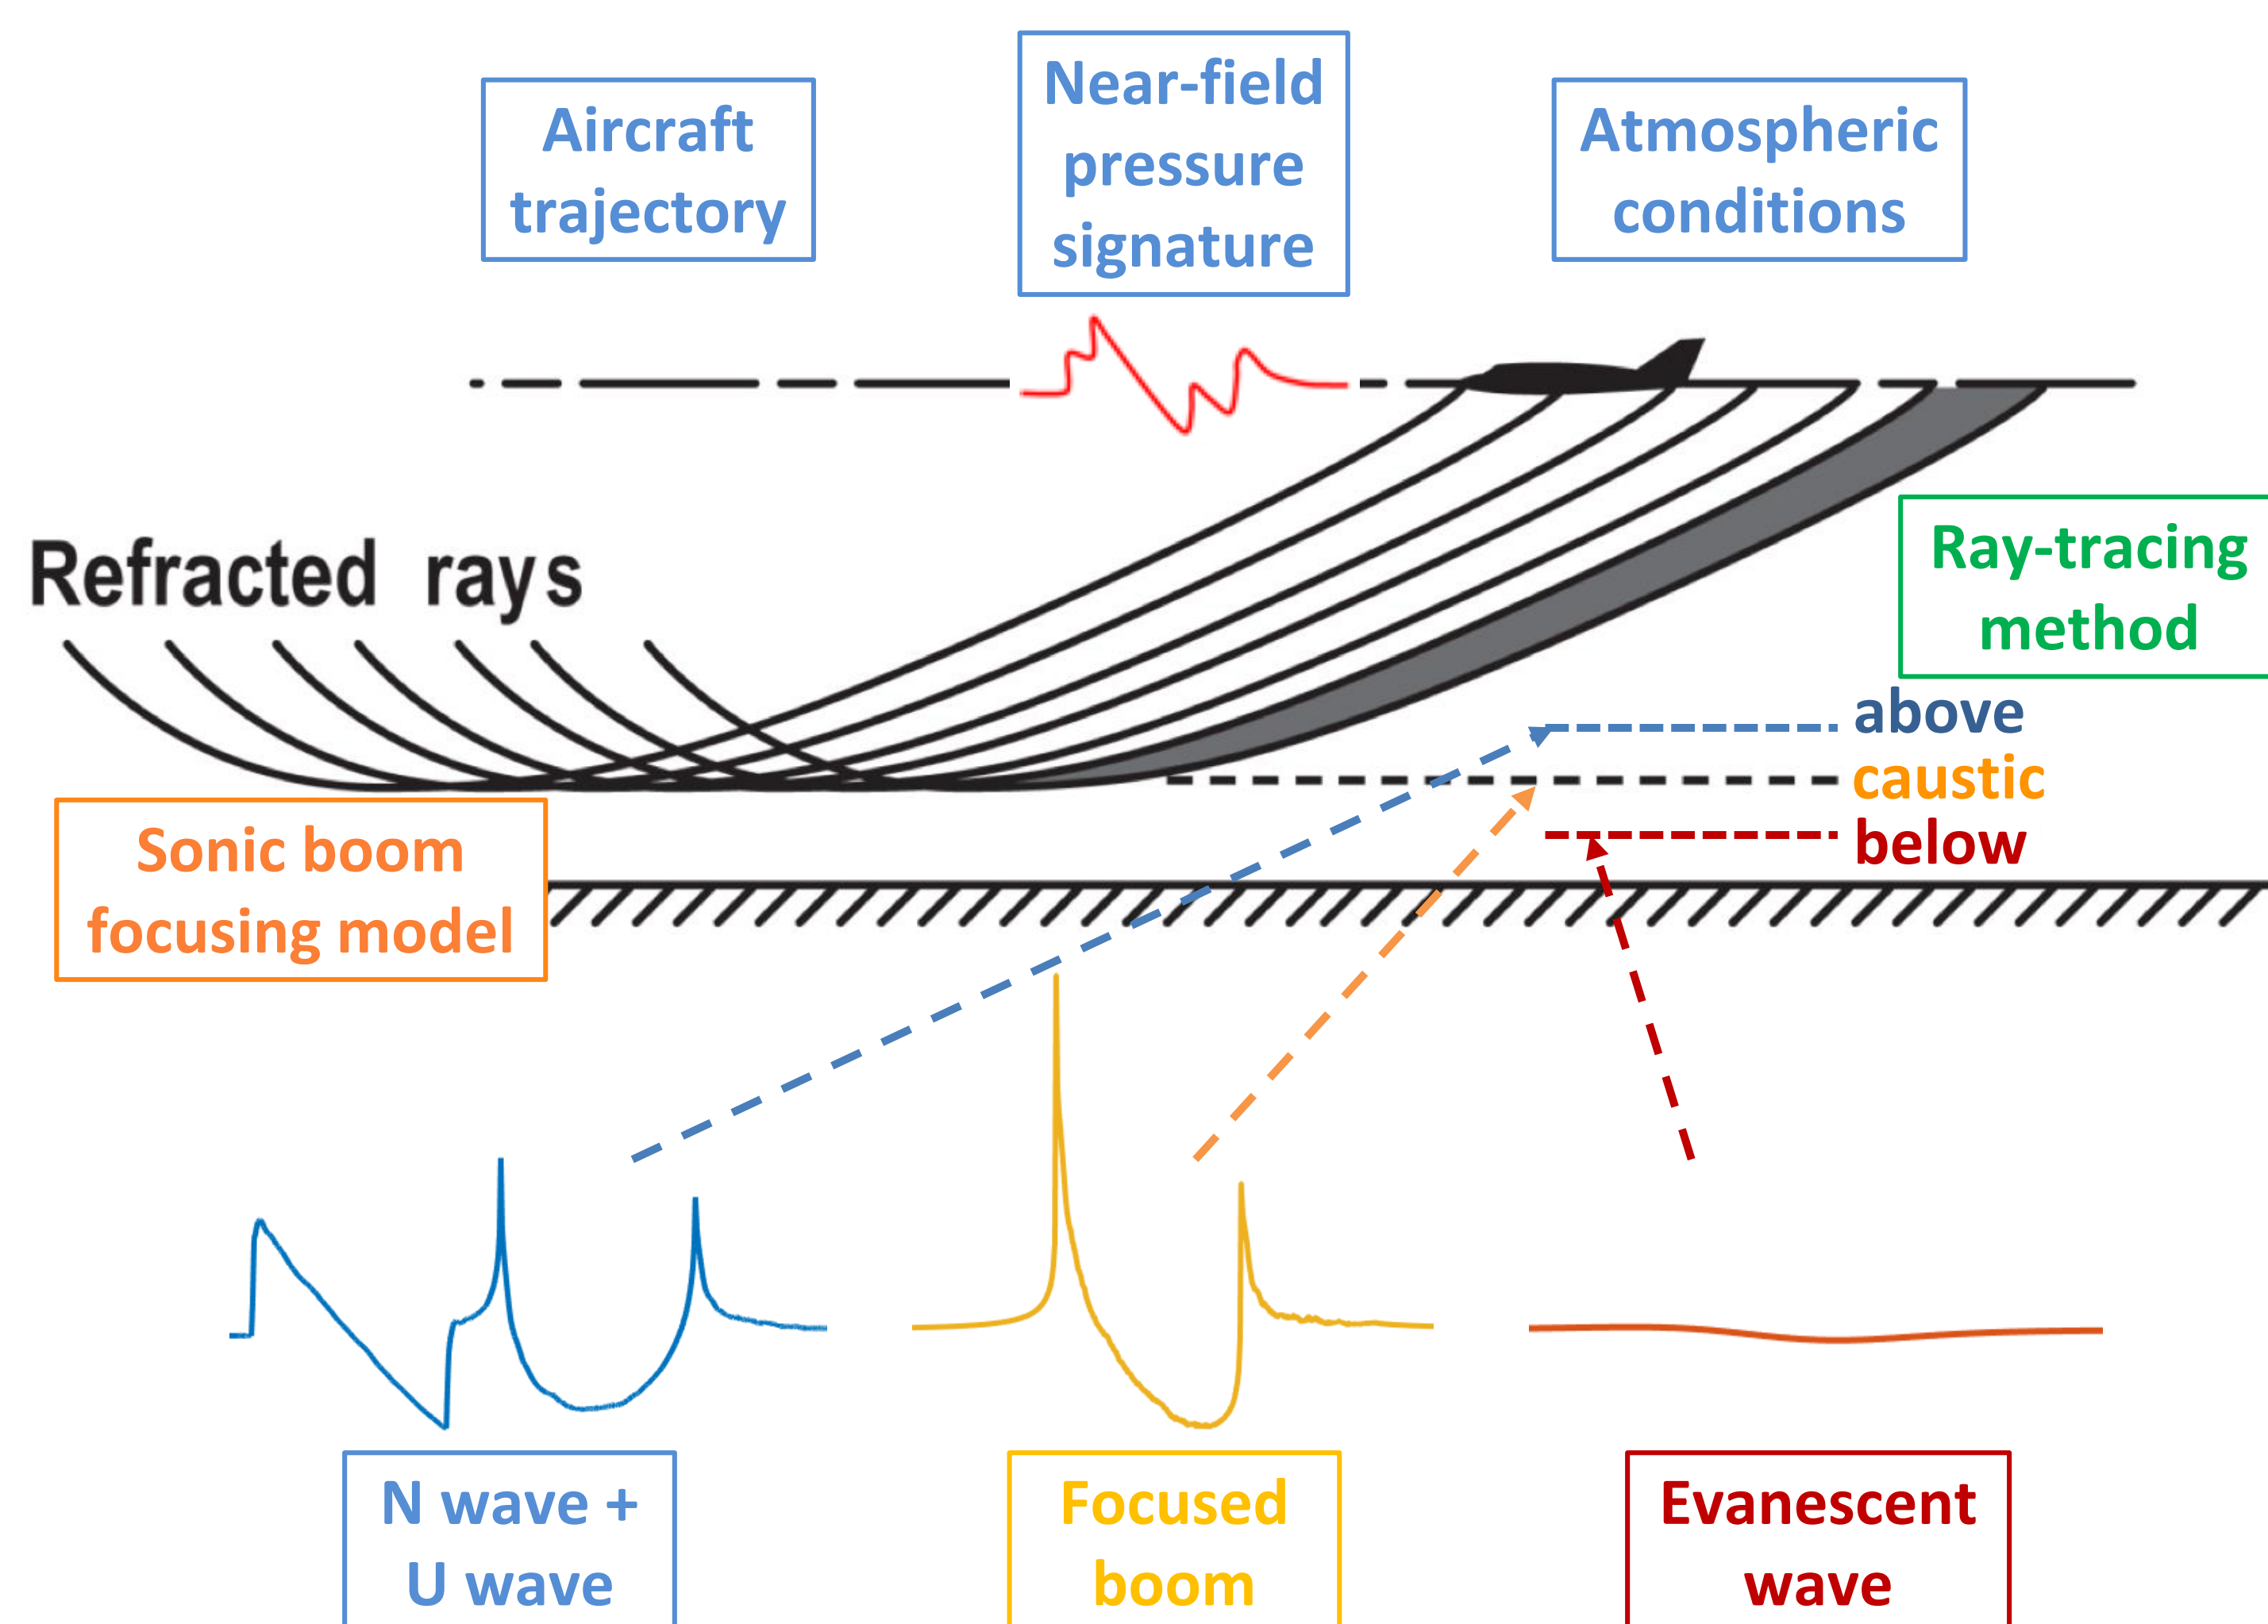 Aircraft
trajectory
Near-field
pressure
signature
Atmospheric
conditions
Refracted rays
Ray-tracing
method
above
caustic
below
Sonic boom
focusing model
N wave +
U wave
Focused
boom
Evanescent
wave